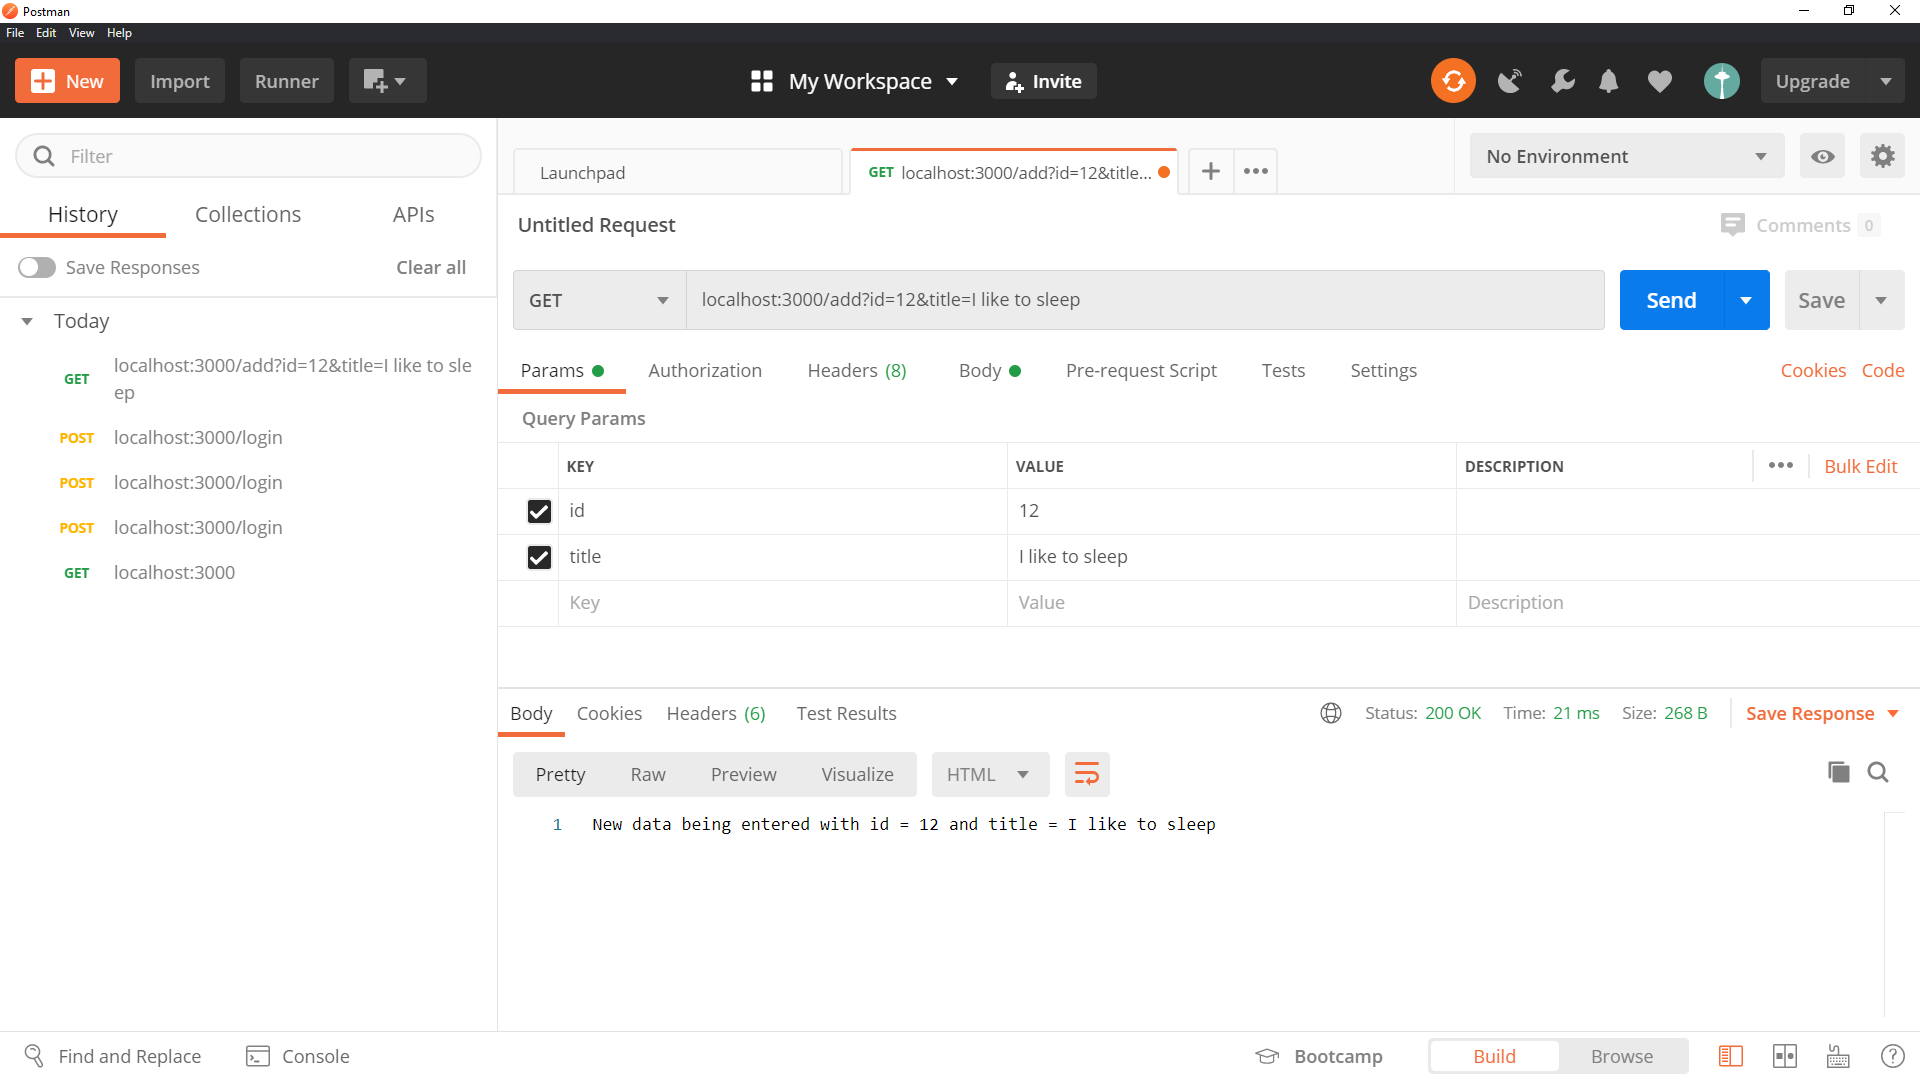 Postman
File Edit View Help
New Import Runner My Workspace Invite Upgrade
Filter
History Collections APIs
Save Responses Clear all
Today
GET localhost:3000/add?id=12&title=I like to sle
ep
POST localhost:3000/login
POST localhost:3000/login
POST localhost:3000/login
GET localhost:3000
Launchpad GET localhost:3000/add?id=12&title... No Environment
Untitled Request Comments 0
GET localhost:3000/add?id=12&title=I like to sleep Send Save
Params Authorization Headers (8) Body Pre-request Script Tests Settings Cookies Code
Query Params
KEY VALUE DESCRIPTION Bulk Edit
id 12
title I like to sleep
Key Value Description
Body Cookies Headers (6) Test Results Status: 200 OK Time: 21 ms Size: 268 B Save Response
Pretty Raw Preview Visualize HTML
1 New data being entered with id = 12 and title = I like to sleep
Find and Replace Console Bootcamp Build Browse